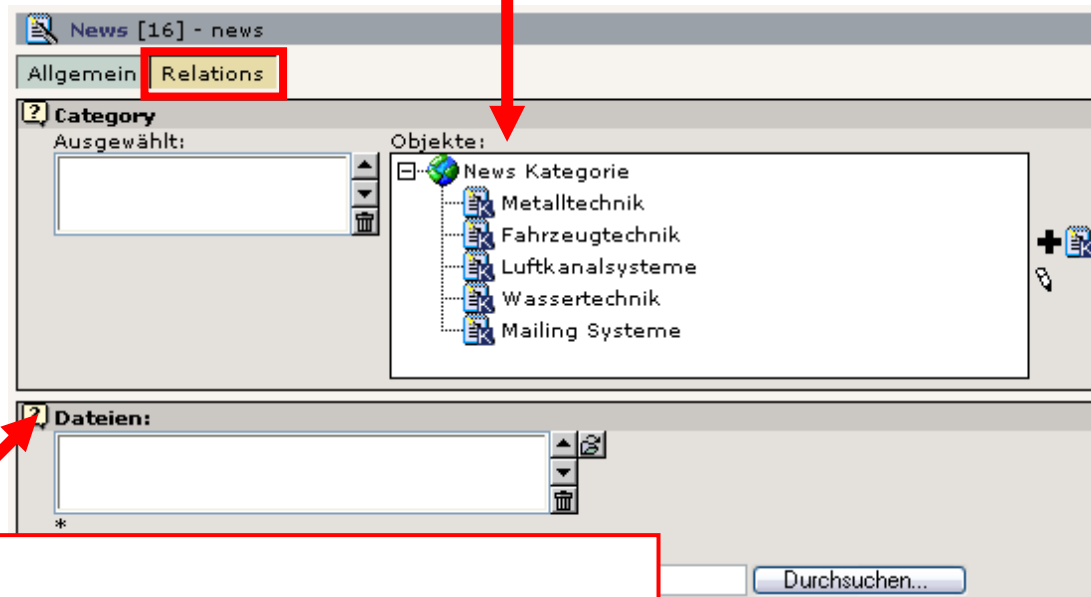 News [16] - news
Allgemein Relations
? Category
Ausgewählt: Objekte:
News Kategorie
Metalltechnik
Fahrzeugtechnik
Luftkanalsysteme
Wassertechnik
Mailing Systeme
? Dateien:
*
Durchsuchen...